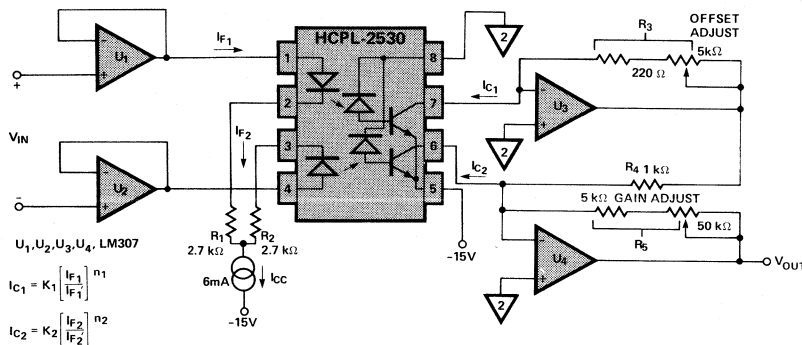 HCPL-2530
OFFSET
ADJUST
R3
5kΩ
220 Ω
IF1
U1
+
−
1
2
3
4
8
7
6
5
2
IC1
U3
−
+
2
VIN
IF2
IC2
R4 1 kΩ
5 kΩ GAIN ADJUST
50 kΩ
R5
−
+
U2
−
+
U4
VOUT
2
−15V
R1
2.7 kΩ
R2
2.7 kΩ
6mA
ICC
−15V
U1,U2,U3,U4, LM307
IC1 = K1 [IF1/IF1′] n1
IC2 = K2 [IF2/IF2′] n2